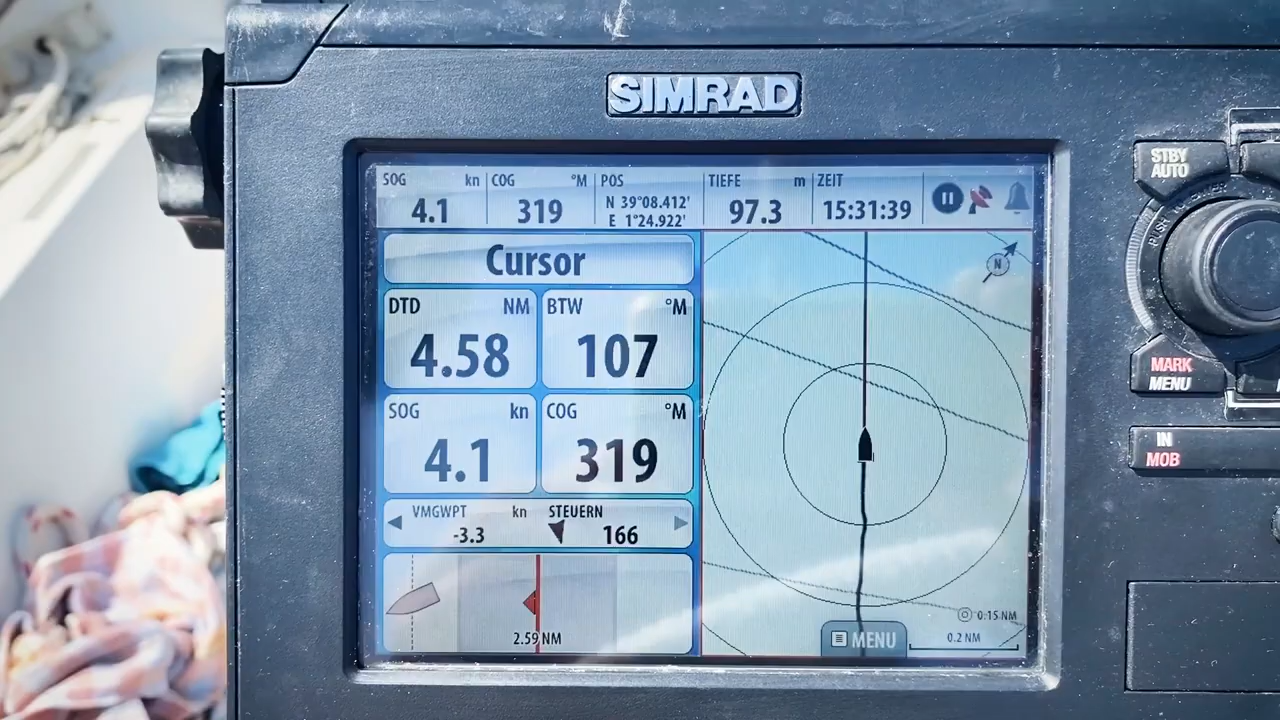 SIMRAD
STBY
AUTO
SOG kn COG °M POS TIEFE m ZEIT
4.1 319 N 39°08.412' E 1°24.922' 97.3 15:31:39
Cursor
DTD NM BTW °M
4.58 107
SOG kn COG °M
4.1 319
VMGWPT kn STEUERN
-3.3 166
2.59 NM
N
0.15 NM
0.2 NM
MENU
MARK
MENU
IN
MOB